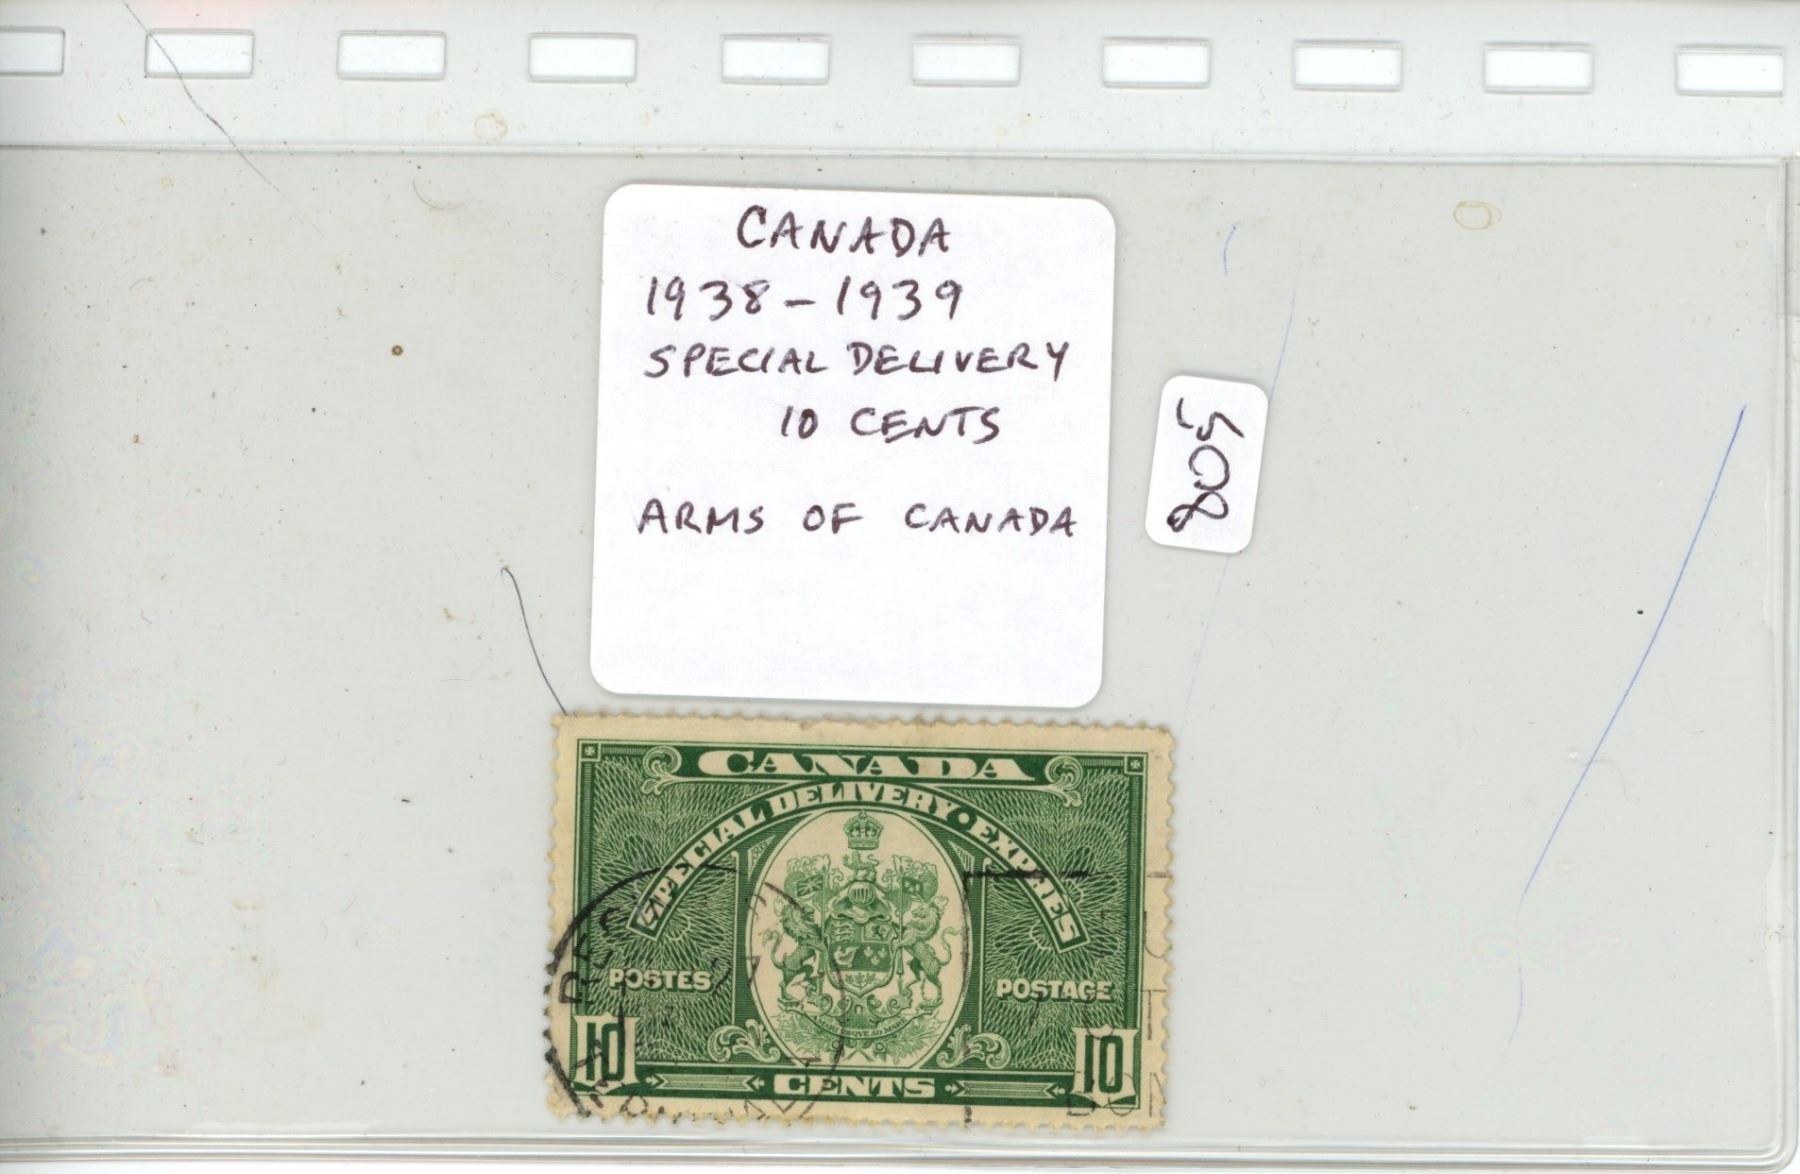 CANADA
1938-1939
SPECIAL DELIVERY
10 CENTS
ARMS OF CANADA
8005
CANADA
SPECIAL DELIVERY·EXPRES
POSTES
POSTAGE
10
10
CENTS